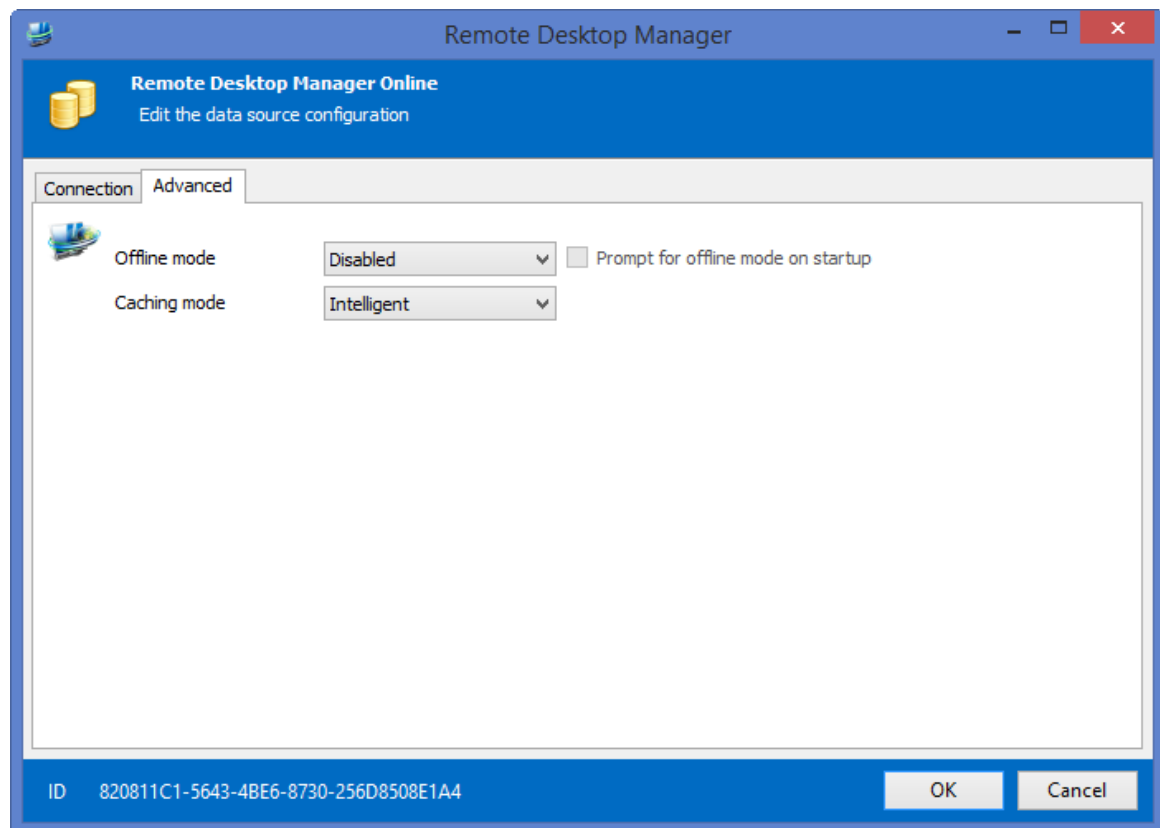 Remote Desktop Manager
Remote Desktop Manager Online
Edit the data source configuration
Connection Advanced
Offline mode Disabled Prompt for offline mode on startup
Caching mode Intelligent
ID 820811C1-5643-4BE6-8730-256D8508E1A4 OK Cancel